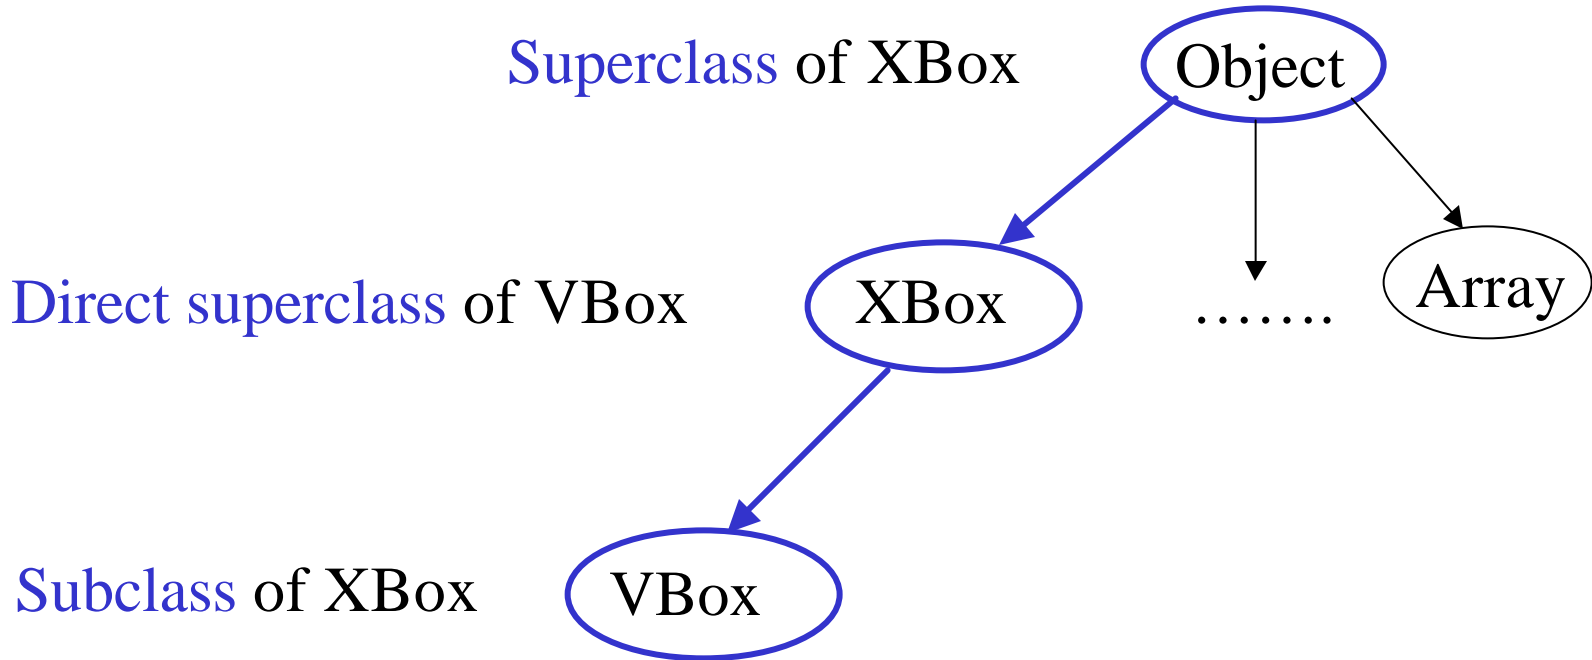 Superclass of XBox Object
Direct superclass of VBox XBox ....... Array
Subclass of XBox VBox